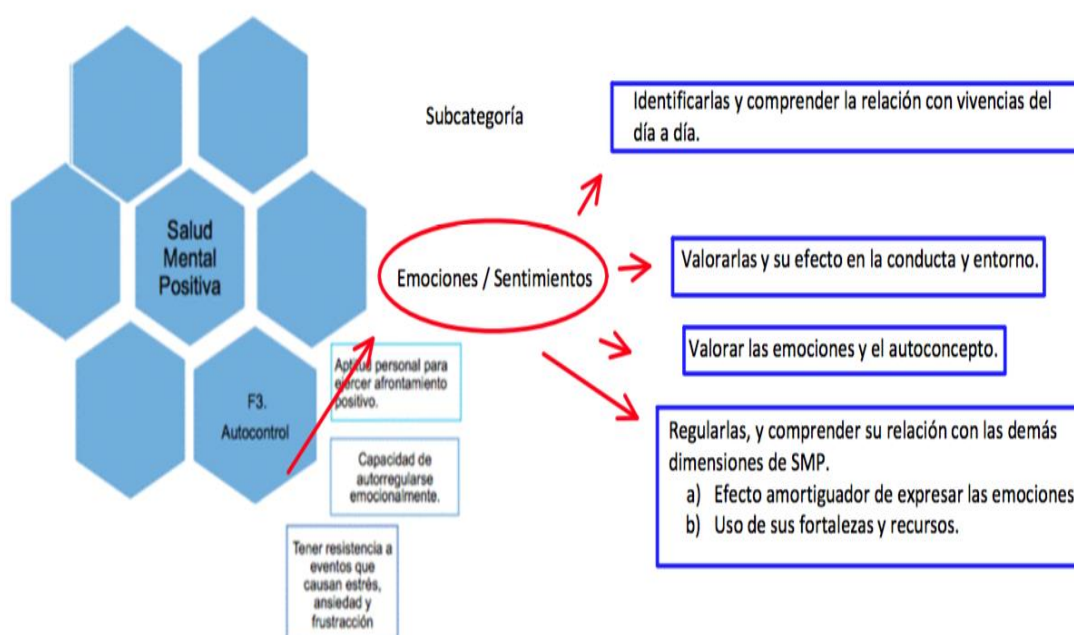 Subcategoría
Identificarlas y comprender la relación con vivencias del
día a día.
Salud
Mental
Positiva
Emociones / Sentimientos
Valorarlas y su efecto en la conducta y entorno.
Valorar las emociones y el autoconcepto.
F3.
Autocontrol
Aptitud personal para
ejercer afrontamiento
positivo.
Capacidad de
autorregularse
emocionalmente.
Tener resistencia a
eventos que
causan estrés,
ansiedad y
frustracción
Regularlas, y comprender su relación con las demás
dimensiones de SMP.
a) Efecto amortiguador de expresar las emociones
b) Uso de sus fortalezas y recursos.